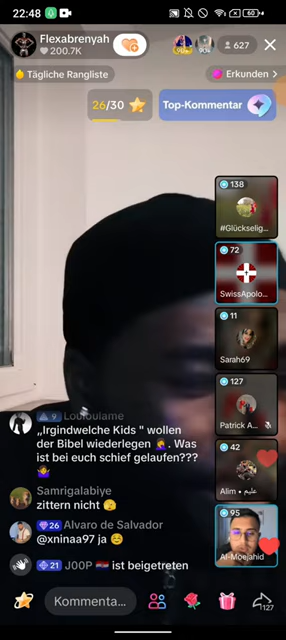 22:48
60
Flexabrenyah
200.7K
627
Tägliche Rangliste
Erkunden >
26/30
Top-Kommentar
138
#Glückselig...
72
SwissApolo...
11
Sarah69
127
Patrick A...
42
Alim • عليم
95
Al-Moejahid
9 Louloulame
„Irgindwelche Kids " wollen
der Bibel wiederlegen 🤦‍♀️. Was
ist bei euch schief gelaufen???
🤷‍♀️
Samrigalabiye
zittern nicht 🫣
26 Alvaro de Salvador
@xninaa97 ja ☺️
21 J00P 🇭🇷 ist beigetreten
Kommenta...
127